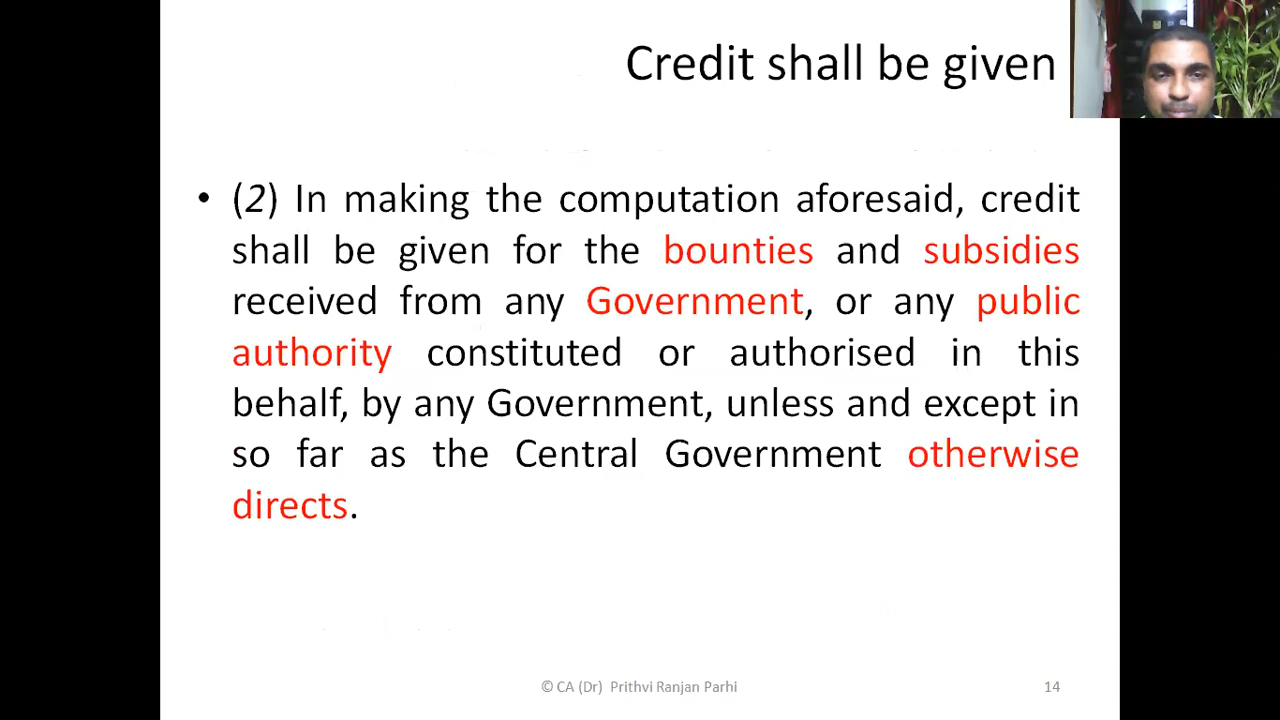 Credit shall be given
• (2) In making the computation aforesaid, credit
shall be given for the bounties and subsidies
received from any Government, or any public
authority constituted or authorised in this
behalf, by any Government, unless and except in
so far as the Central Government otherwise
directs.
© CA (Dr) Prithvi Ranjan Parhi
14